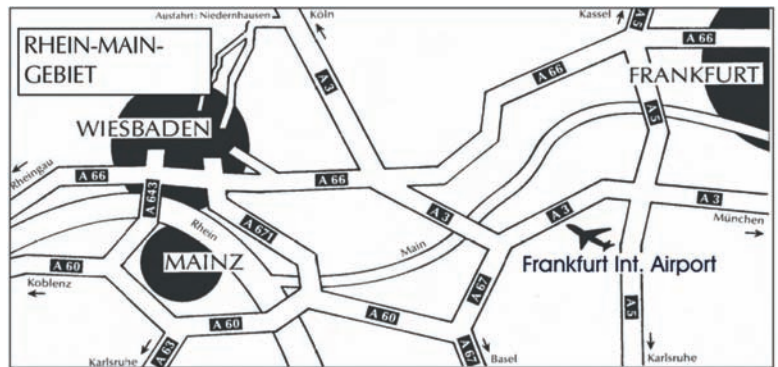 Ausfahrt: Niedernhausen
Köln
Kassel
A 5
A 66
RHEIN-MAIN-
GEBIET
A 3
A 66
FRANKFURT
WIESBADEN
A 5
Rheingau
A 66
A 643
A 66
A 3
A 3
A 3
München
Rhein
A 671
Main
MAINZ
A 60
Frankfurt Int. Airport
Koblenz
A 67
A 60
A 60
A 5
Karlsruhe
A 63
A 67
Basel
Karlsruhe